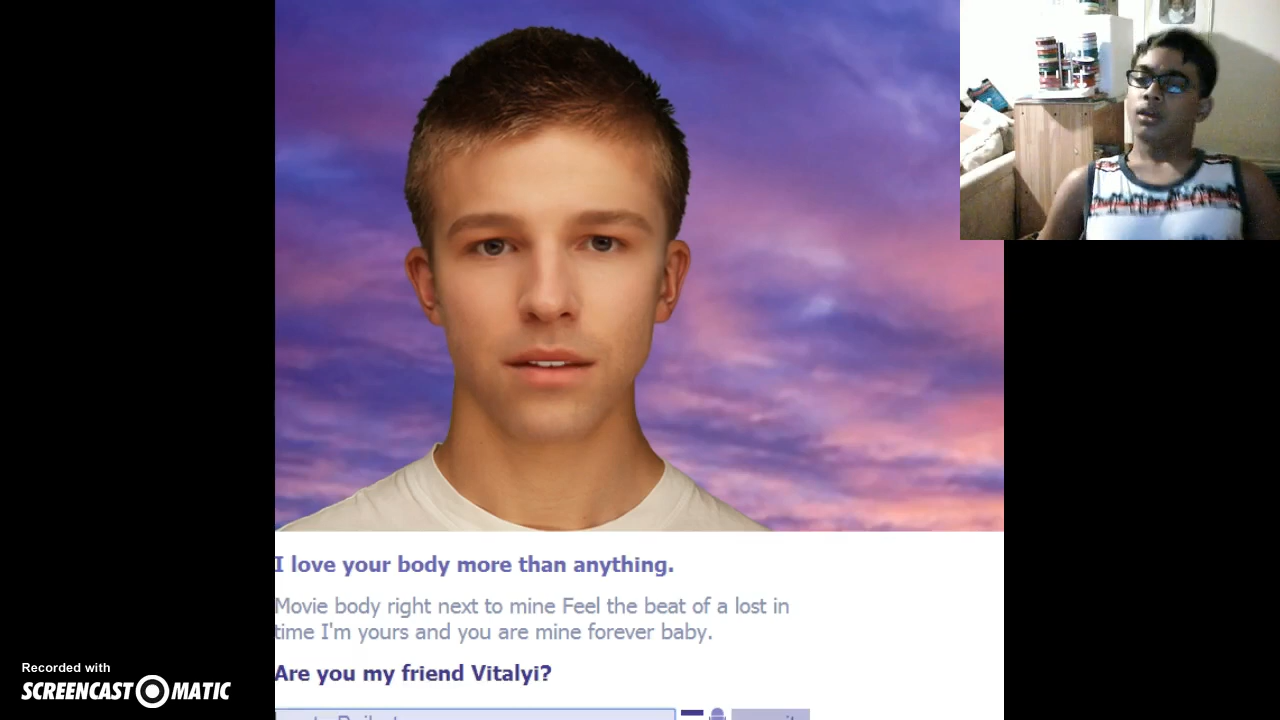 I love your body more than anything.
Movie body right next to mine Feel the beat of a lost in
time I'm yours and you are mine forever baby.
Are you my friend Vitalyi?
Recorded with
SCREENCAST MATIC